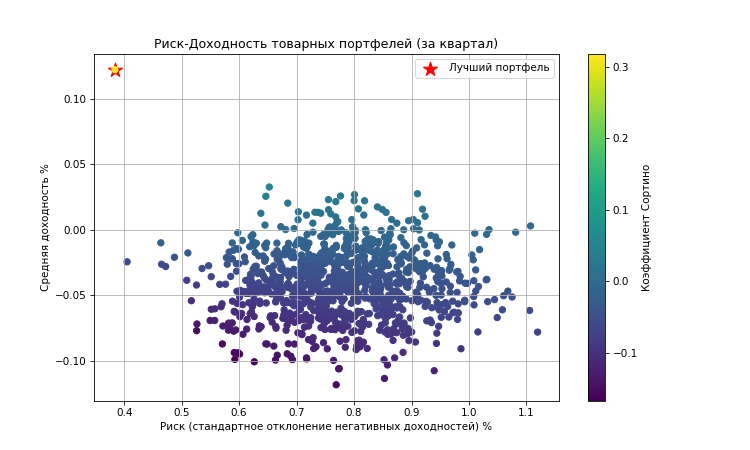 Риск-Доходность товарных портфелей (за квартал)
Лучший портфель
Средняя доходность %
0.10
0.05
0.00
−0.05
−0.10
0.4 0.5 0.6 0.7 0.8 0.9 1.0 1.1
Риск (стандартное отклонение негативных доходностей) %
0.3
0.2
0.1
0.0
−0.1
Коэффициент Сортино